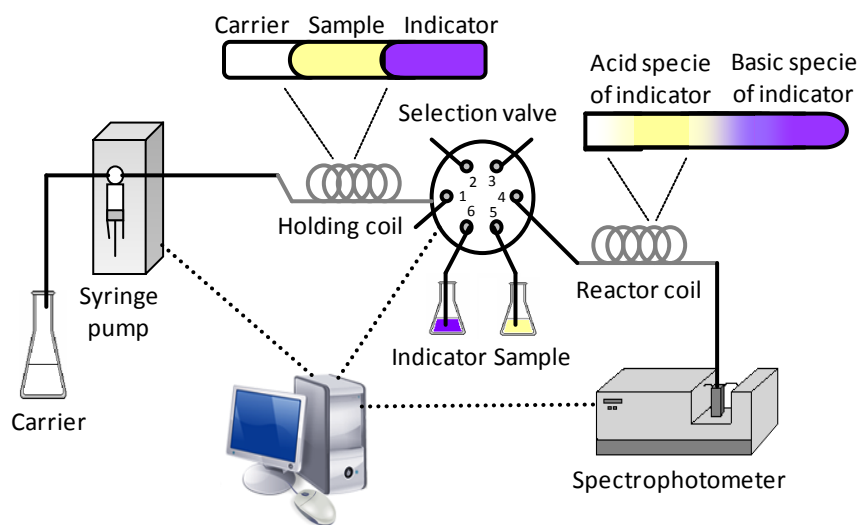 Carrier Sample Indicator
Acid specie
of indicator
Basic specie
of indicator
Selection valve
2 3
1 4
6 5
Holding coil
Reactor coil
Syringe
pump
Indicator Sample
Carrier
Spectrophotometer